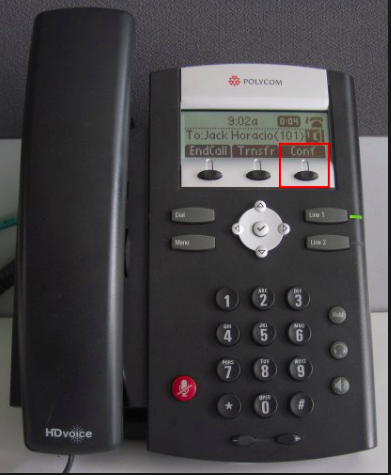 POLYCOM
9:02a 0:04
To:Jack Horacio(101)
EndCall Trnsfr Conf
Dial
Line 1
Menu
Line 2
1 2 ABC 3 DEF
Hold
4 GHI 5 JKL 6 MNO
7 PQRS 8 TUV 9 WXYZ
* 0 OPER #
HDvoice